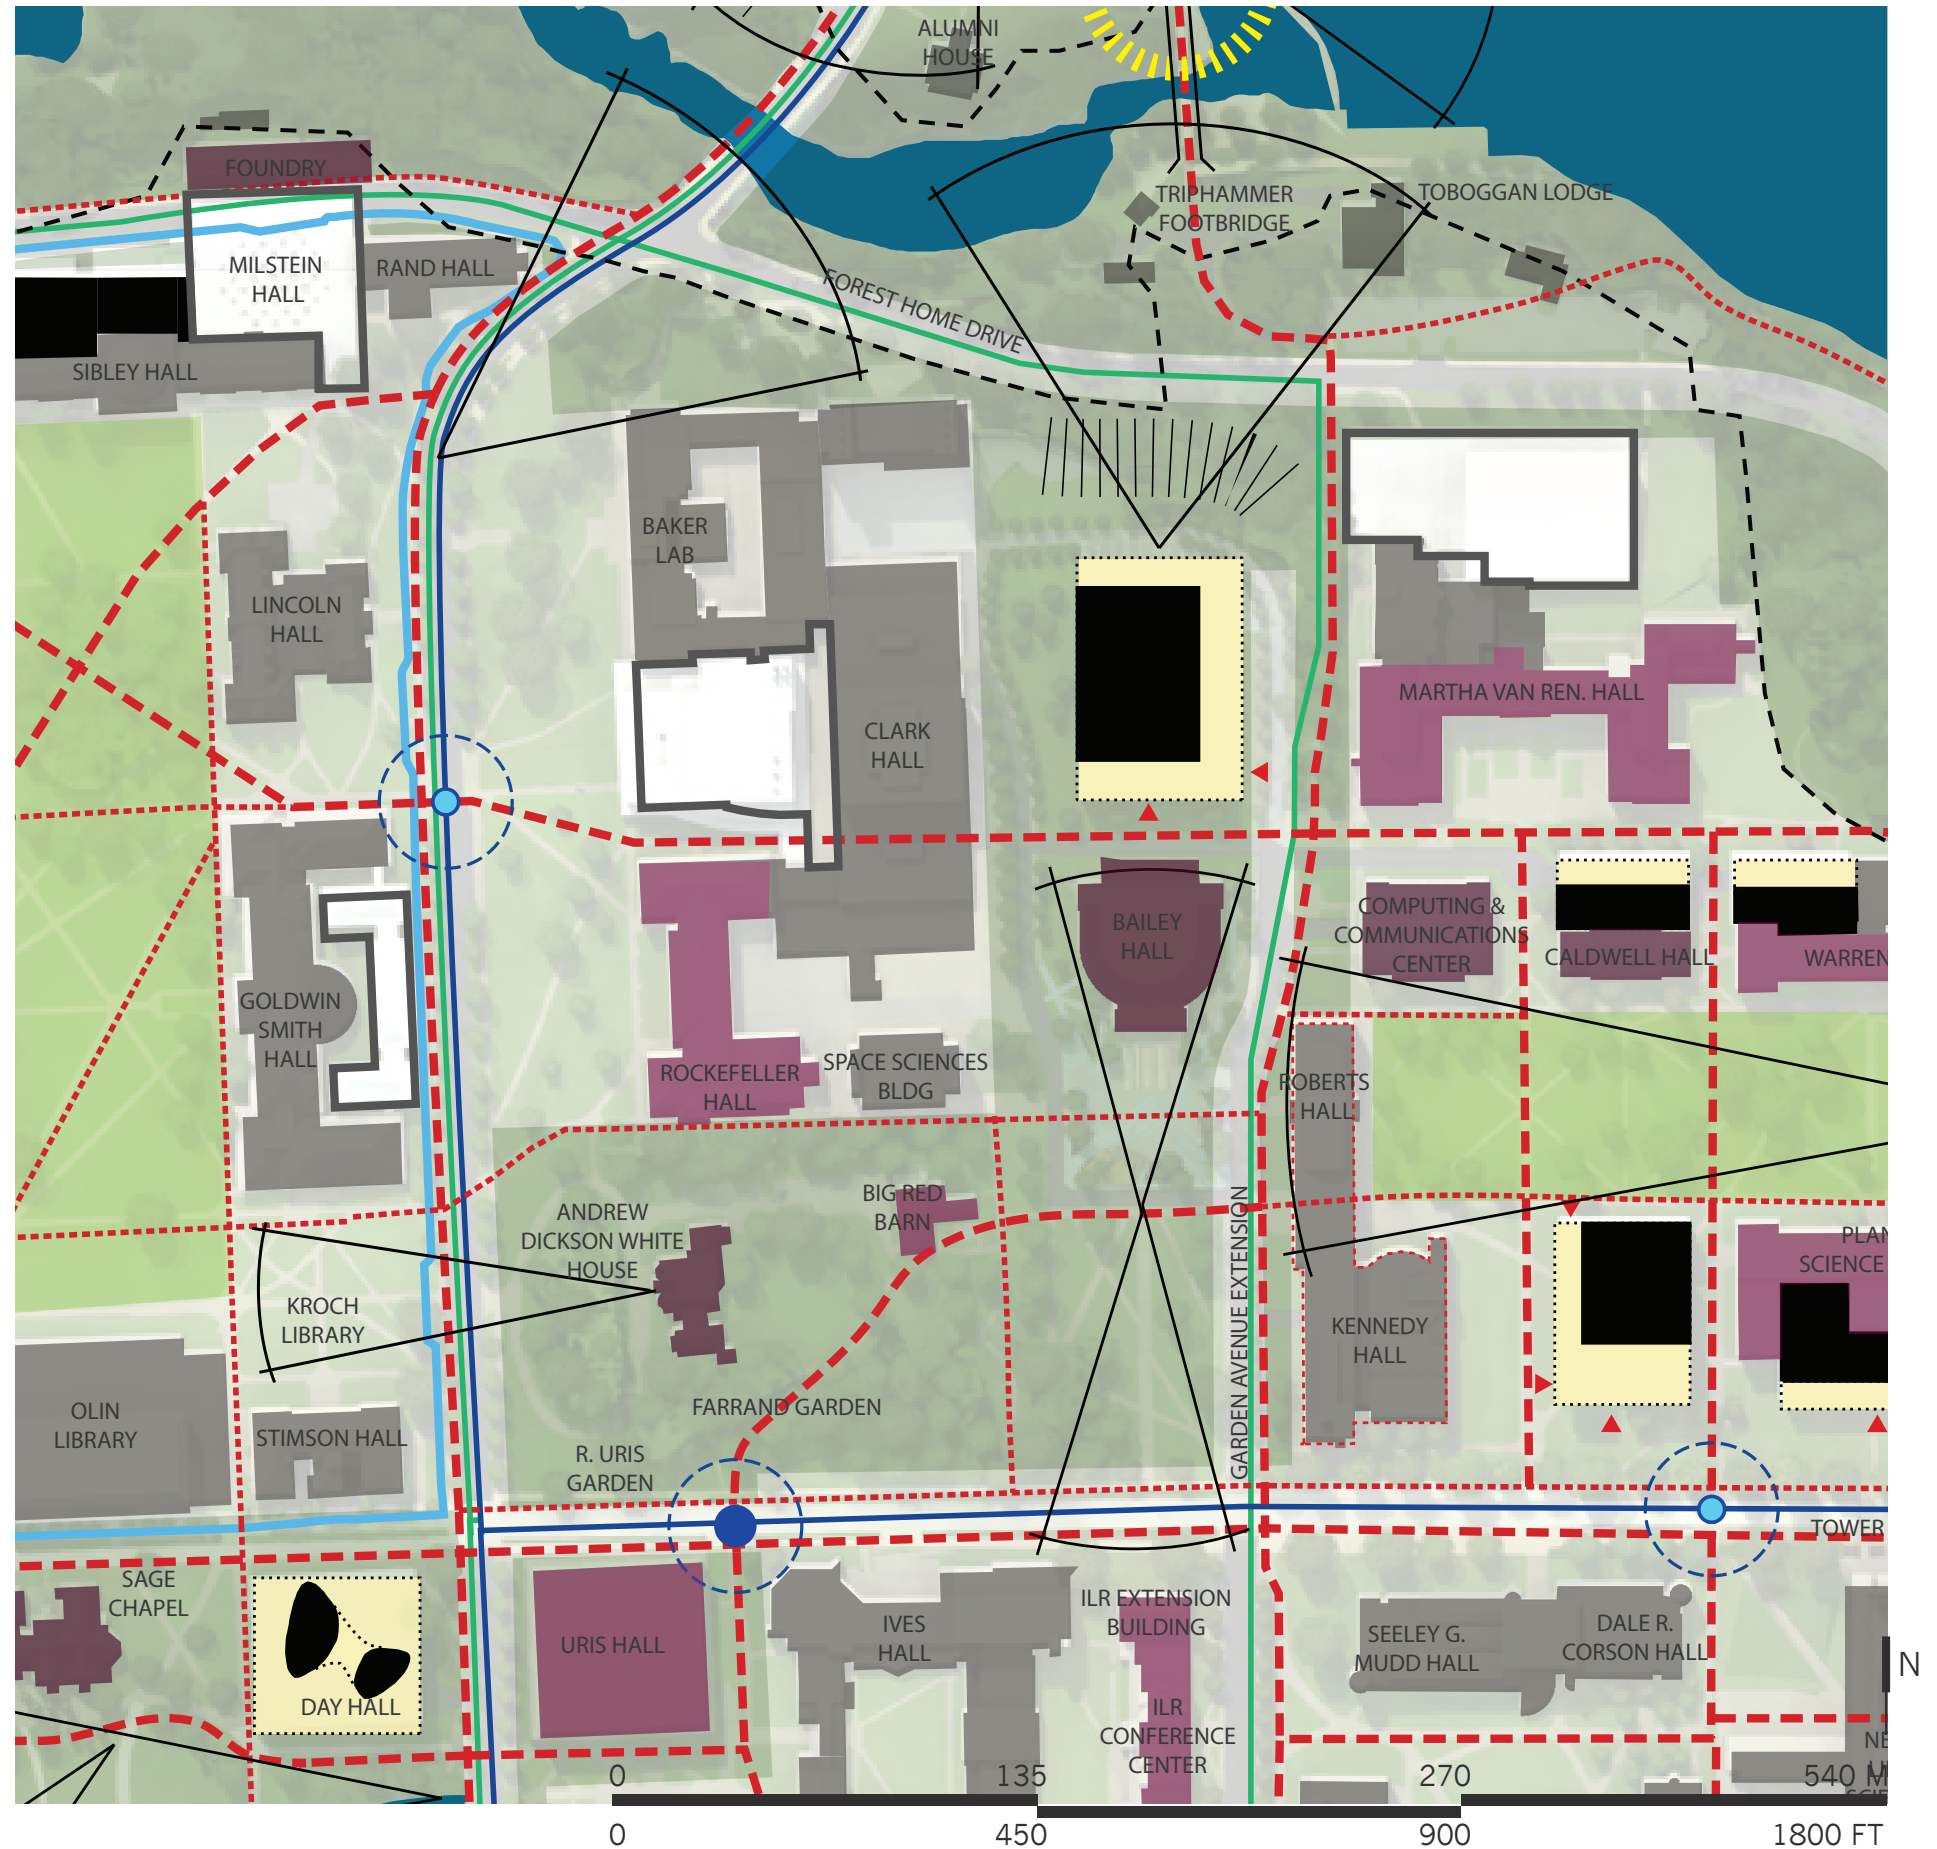 ALUMNI
HOUSE
FOUNDRY
TRIPHAMMER
FOOTBRIDGE
TOBOGGAN LODGE
MILSTEIN
HALL
RAND HALL
FOREST HOME DRIVE
SIBLEY HALL
BAKER
LAB
LINCOLN
HALL
MARTHA VAN REN. HALL
CLARK
HALL
BAILEY
HALL
COMPUTING &
COMMUNICATIONS
CENTER
CALDWELL HALL
WARREN
GOLDWIN
SMITH
HALL
ROCKEFELLER
HALL
SPACE SCIENCES
BLDG
ROBERTS
HALL
ANDREW
DICKSON WHITE
HOUSE
BIG RED
BARN
GARDEN AVENUE EXTENSION
PLAN
SCIENCE
KROCH
LIBRARY
KENNEDY
HALL
OLIN
LIBRARY
STIMSON HALL
FARRAND GARDEN
R. URIS
GARDEN
TOWER
SAGE
CHAPEL
DAY HALL
URIS HALL
IVES
HALL
ILR EXTENSION
BUILDING
ILR
CONFERENCE
CENTER
SEELEY G.
MUDD HALL
DALE R.
CORSON HALL
N
NE
0 135 270 540 M
0 450 900 1800 FT